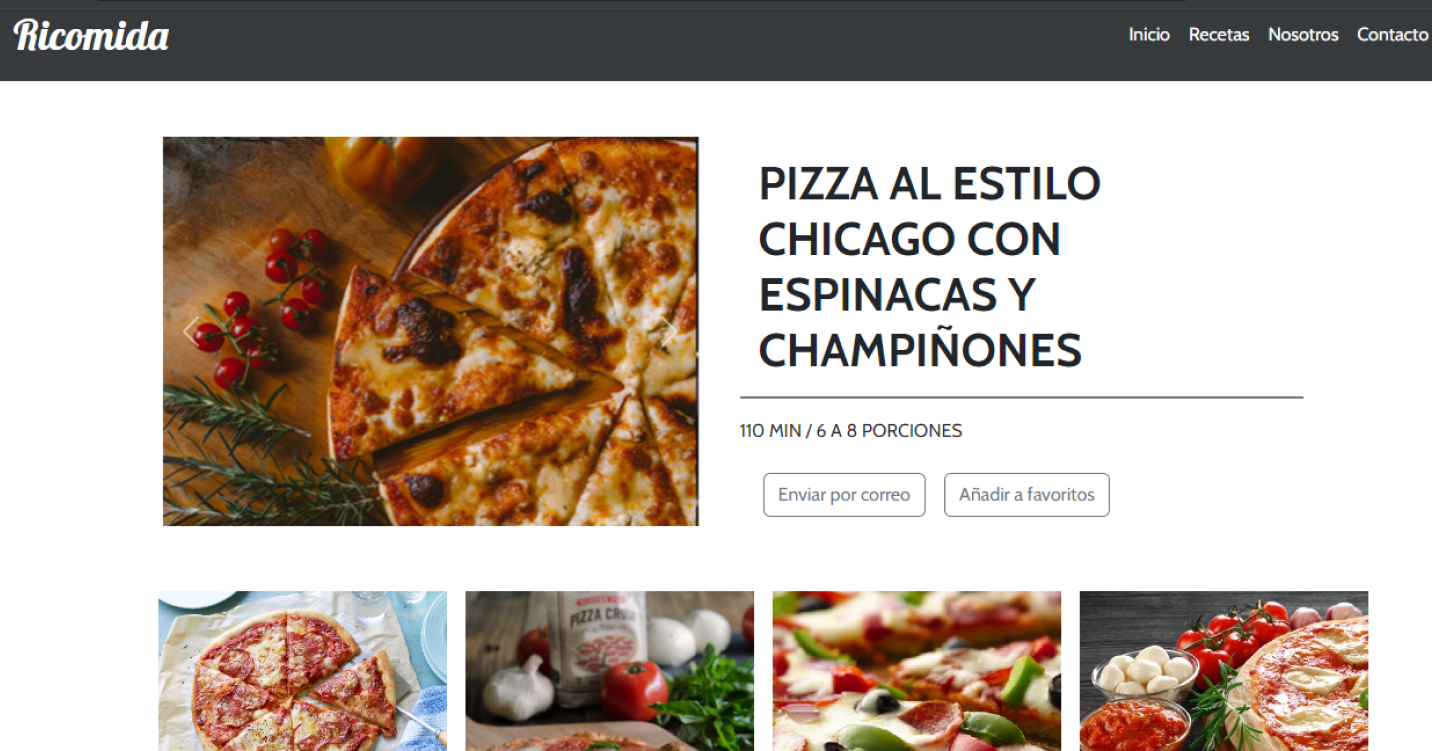 Ricomida
Inicio Recetas Nosotros Contacto
PIZZA AL ESTILO
CHICAGO CON
ESPINACAS Y
CHAMPIÑONES
110 MIN / 6 A 8 PORCIONES
Enviar por correo Añadir a favoritos
PIZZA